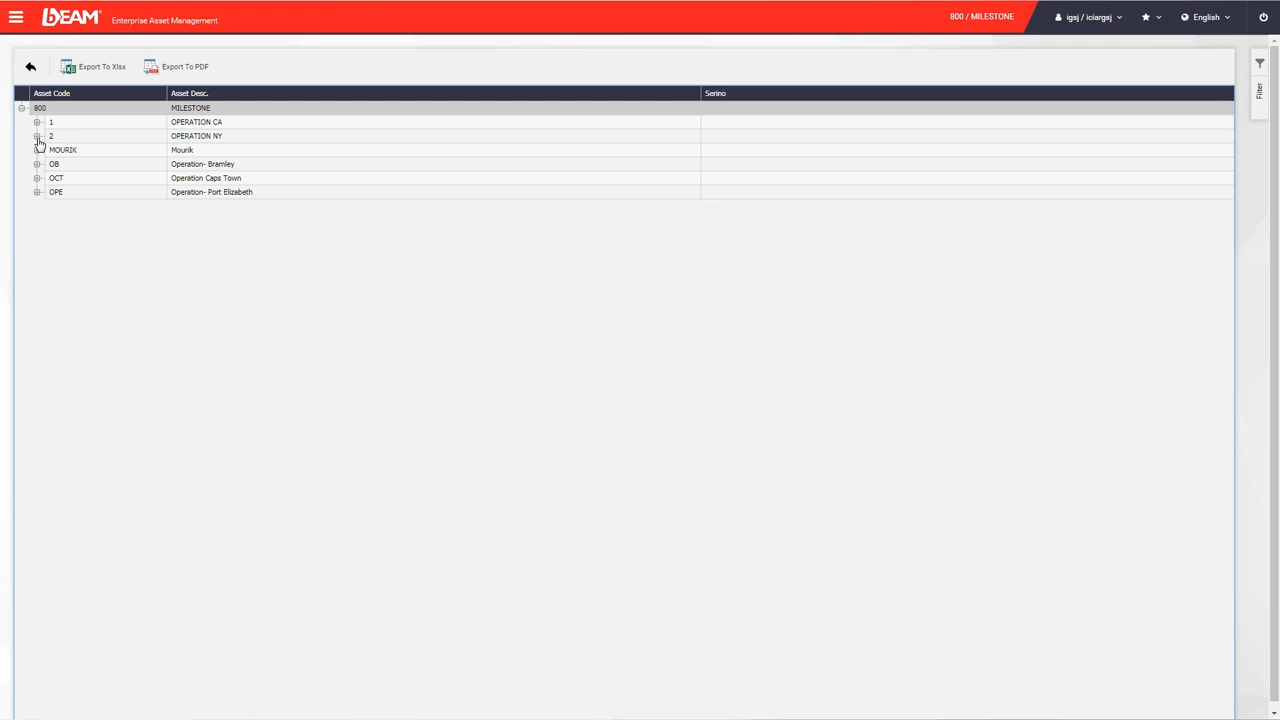 bEAM® Enterprise Asset Management 800 / MILESTONE igsj / iciargsj English
Export To Xlsx Export To PDF
Filter
Asset Code Asset Desc. Serino
800 MILESTONE
1 OPERATION CA
2 OPERATION NY
MOURIK Mourik
OB Operation- Bramley
OCT Operation Caps Town
OPE Operation- Port Elizabeth